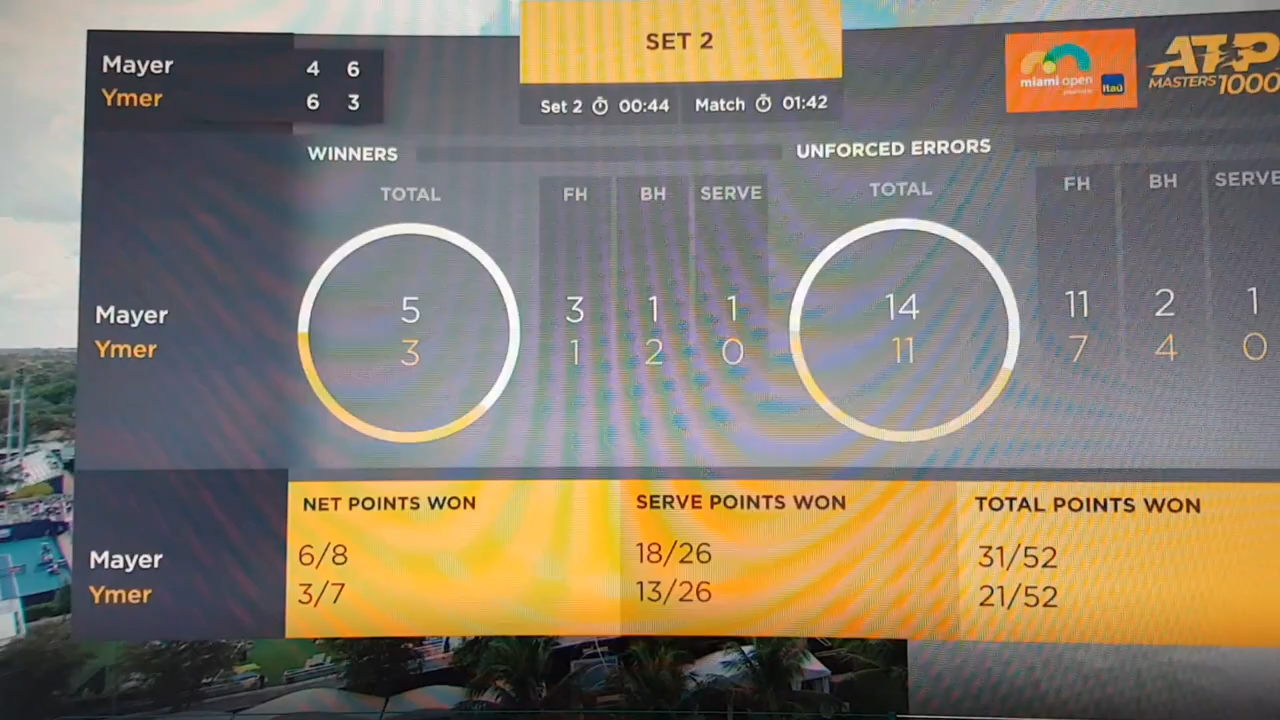 SET 2
Mayer 4 6
Ymer 6 3
Set 2 00:44 Match 01:42
miami open
Itaú
ATP
MASTERS 1000
WINNERS
TOTAL FH BH SERVE
Mayer 5 3 1 1
Ymer 3 1 2 0
UNFORCED ERRORS
TOTAL FH BH SERVE
14 11 2 1
11 7 4 0
NET POINTS WON SERVE POINTS WON TOTAL POINTS WON
Mayer 6/8 18/26 31/52
Ymer 3/7 13/26 21/52